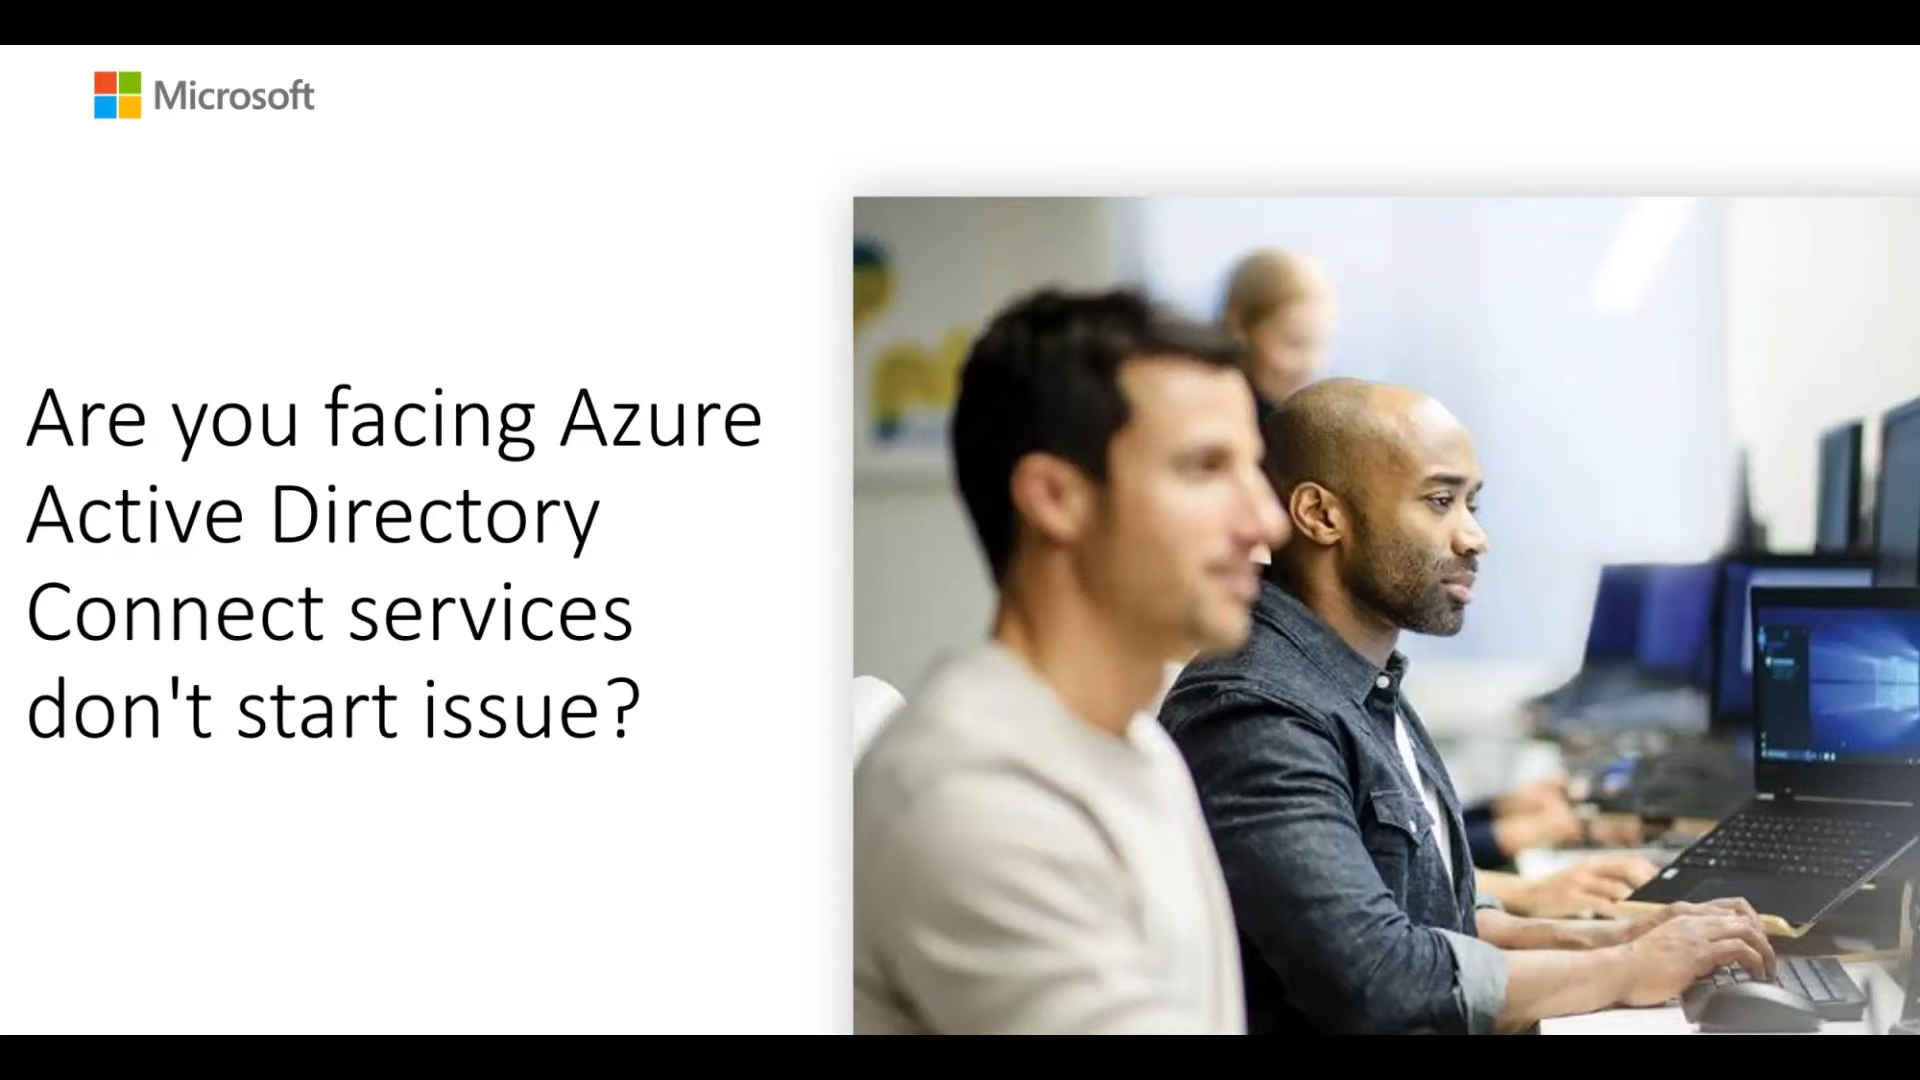 Microsoft
Are you facing Azure
Active Directory
Connect services
don't start issue?